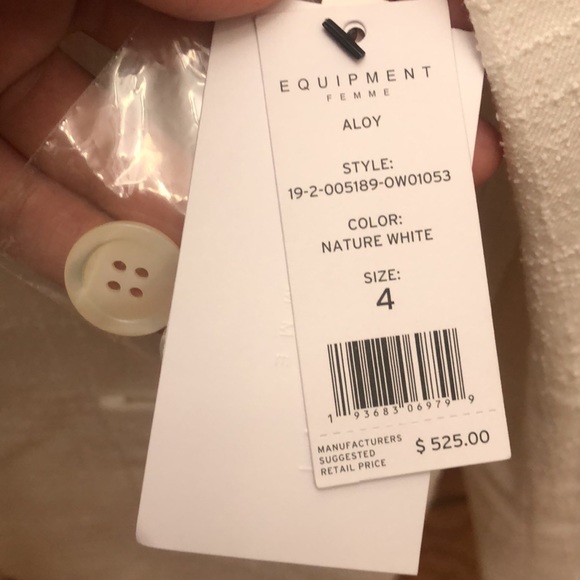 EQUIPMENT
FEMME
ALOY
STYLE:
19-2-005189-OW01053
COLOR:
NATURE WHITE
SIZE:
4
1 93683 06979 9
MANUFACTURERS
SUGGESTED
RETAIL PRICE
$ 525.00